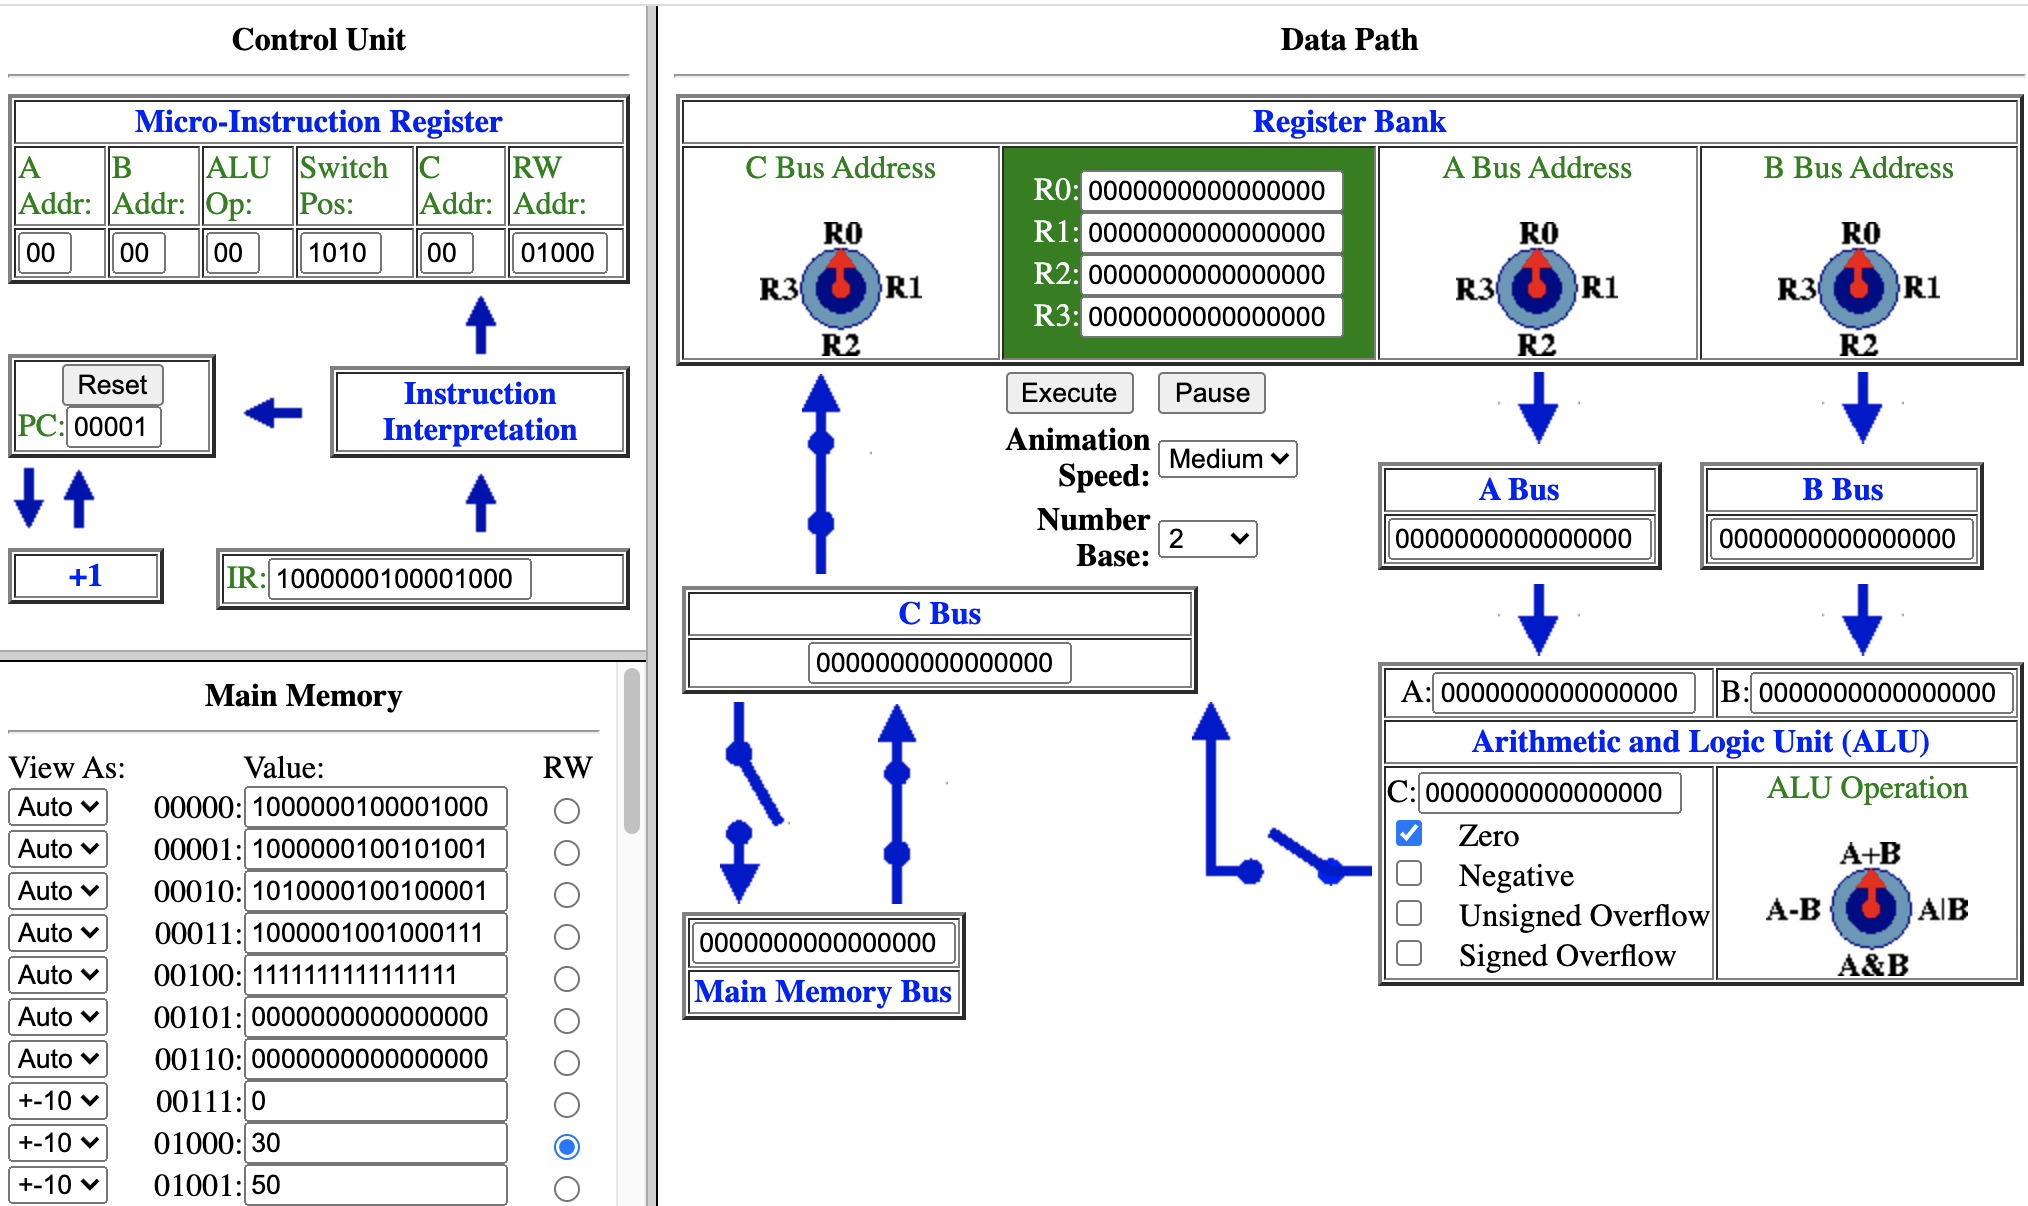 Control Unit
Micro-Instruction Register
A Addr: B Addr: ALU Op: Switch Pos: C Addr: RW Addr:
00 00 00 1010 00 01000
Reset
PC: 00001
Instruction
Interpretation
+1
IR: 1000000100001000
Main Memory
View As: Value: RW
Auto 00000: 1000000100001000
Auto 00001: 1000000100101001
Auto 00010: 1010000100100001
Auto 00011: 1000001001000111
Auto 00100: 1111111111111111
Auto 00101: 0000000000000000
Auto 00110: 0000000000000000
+-10 00111: 0
+-10 01000: 30
+-10 01001: 50
Data Path
Register Bank
C Bus Address
R0
R3 R1
R2
R0: 0000000000000000
R1: 0000000000000000
R2: 0000000000000000
R3: 0000000000000000
A Bus Address
R0
R3 R1
R2
B Bus Address
R0
R3 R1
R2
Execute Pause
Animation
Speed: Medium
Number
Base: 2
A Bus
0000000000000000
B Bus
0000000000000000
C Bus
0000000000000000
0000000000000000
Main Memory Bus
A: 0000000000000000 B: 0000000000000000
Arithmetic and Logic Unit (ALU)
C: 0000000000000000
Zero
Negative
Unsigned Overflow
Signed Overflow
ALU Operation
A+B
A-B A|B
A&B